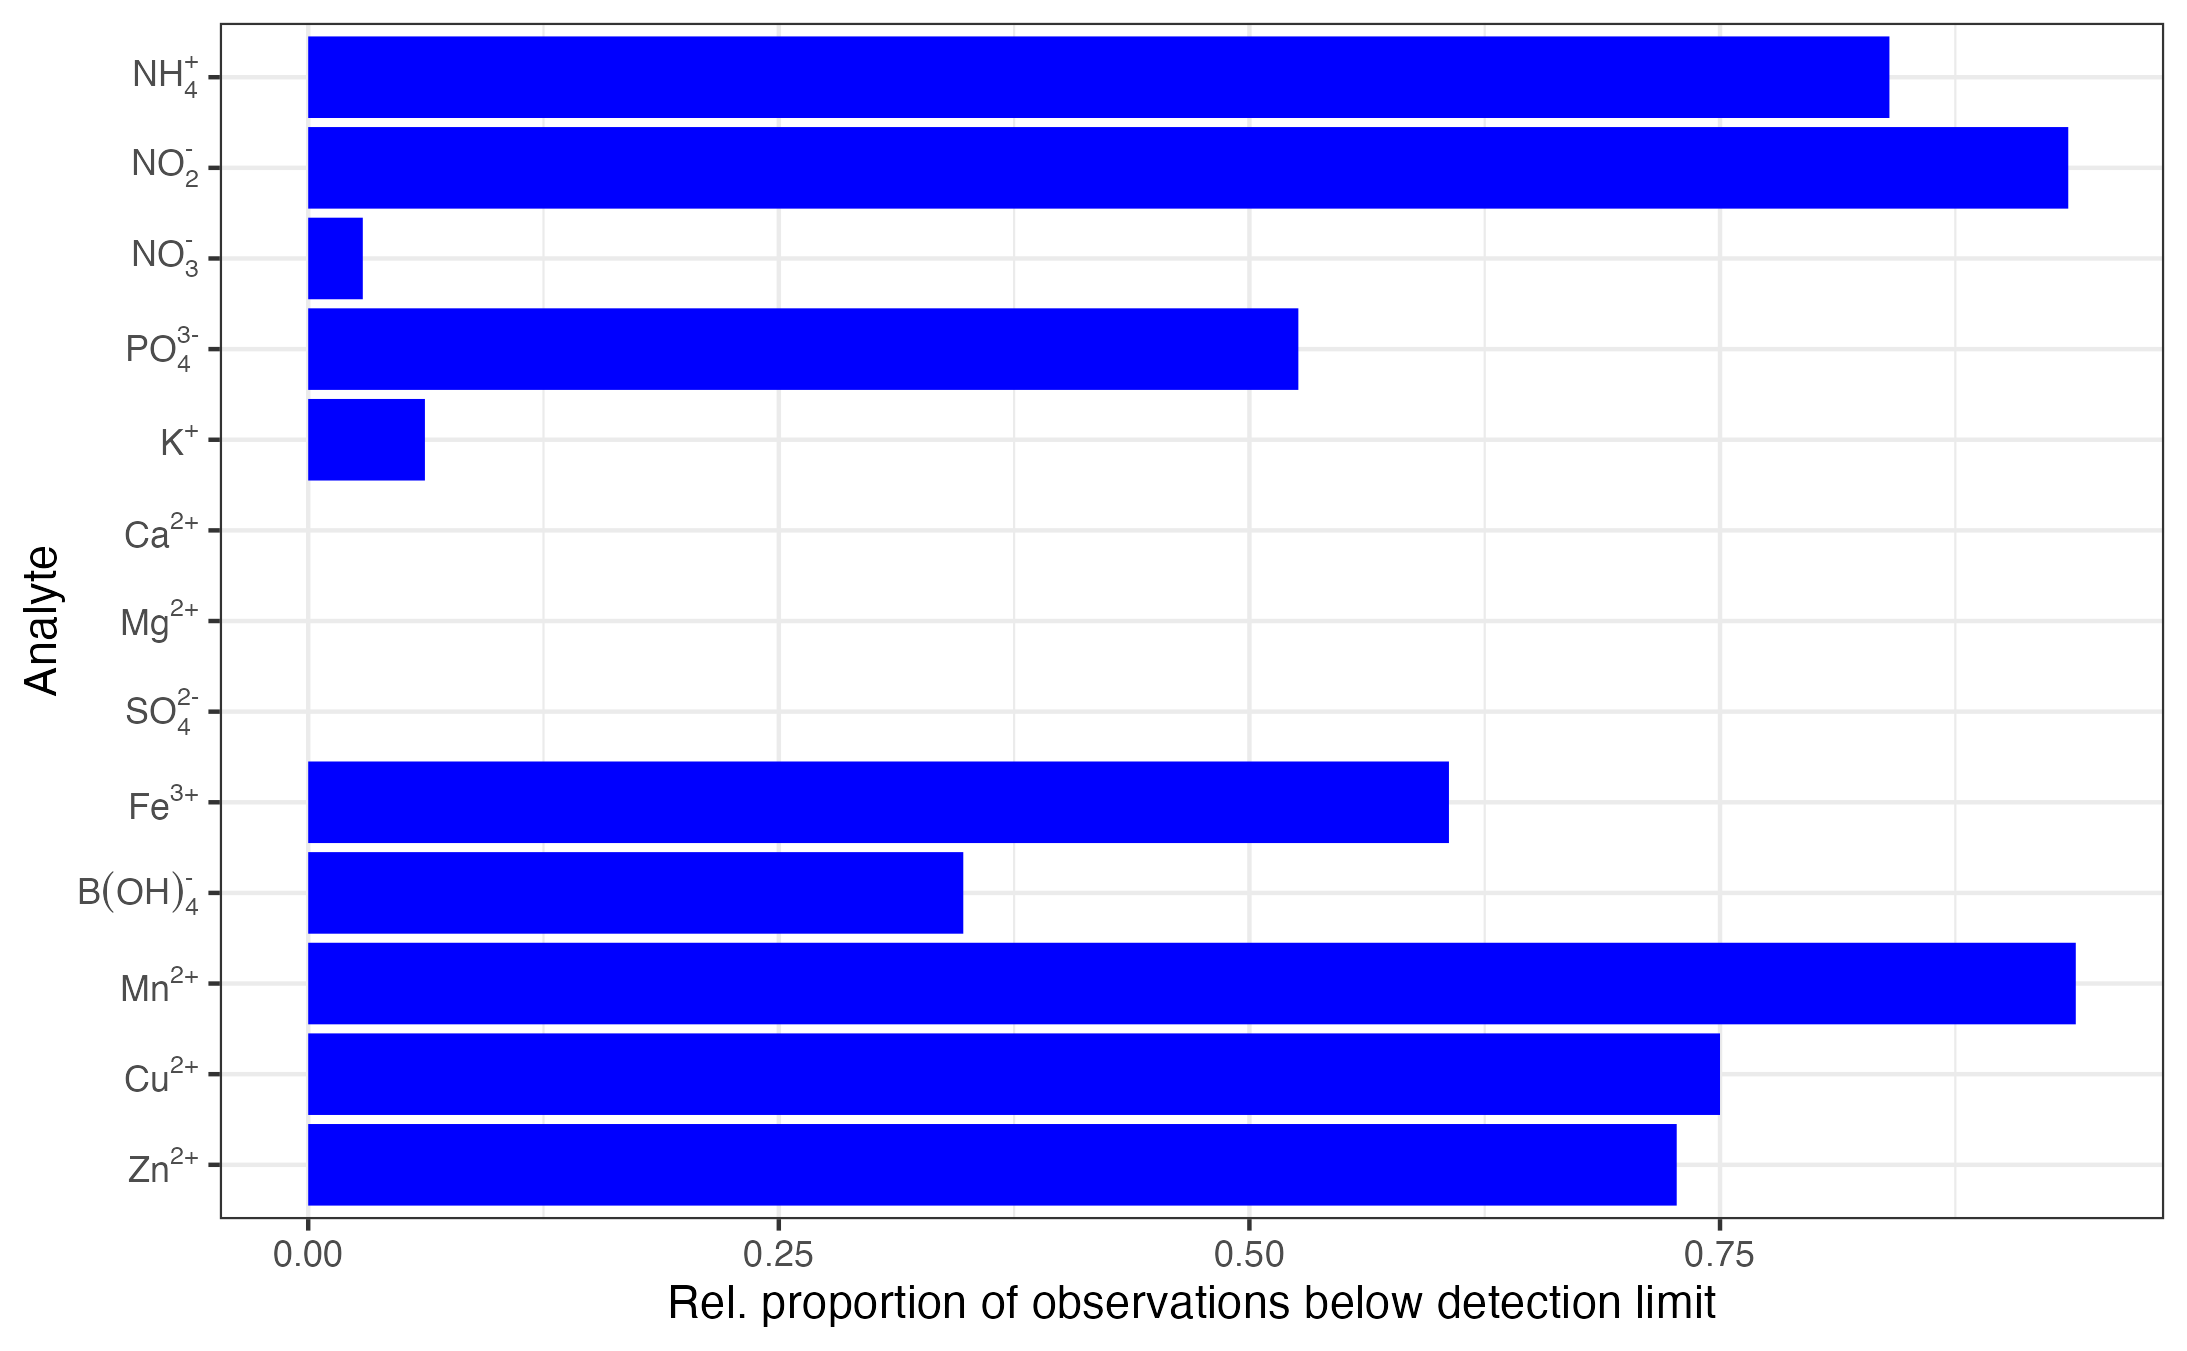 NH₄⁺
NO₂⁻
NO₃⁻
PO₄³⁻
K⁺
Ca²⁺
Mg²⁺
SO₄²⁻
Fe³⁺
B(OH)₄⁻
Mn²⁺
Cu²⁺
Zn²⁺
Analyte
0.00 0.25 0.50 0.75
Rel. proportion of observations below detection limit